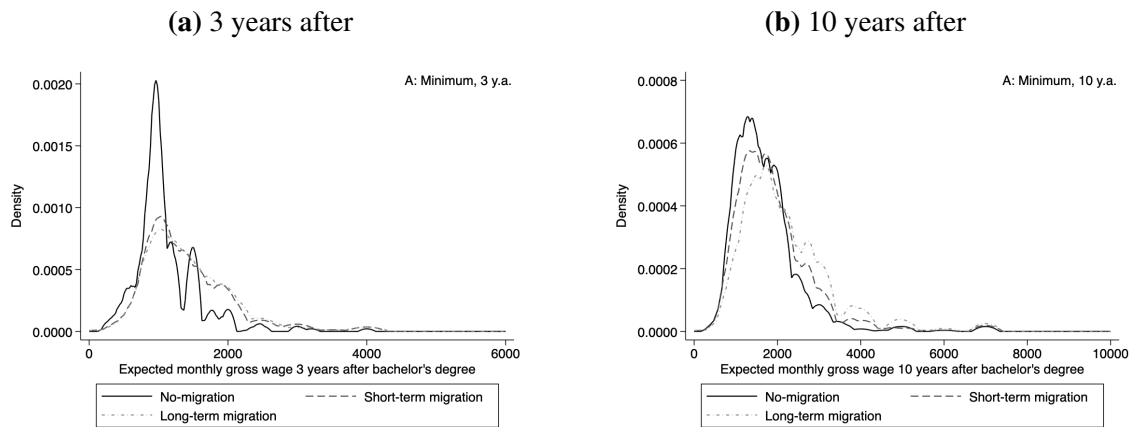 (a) 3 years after
A: Minimum, 3 y.a.
Density
0.0020
0.0015
0.0010
0.0005
0.0000
0
2000
4000
6000
Expected monthly gross wage 3 years after bachelor's degree
No-migration
Short-term migration
Long-term migration
(b) 10 years after
A: Minimum, 10 y.a.
Density
0.0008
0.0006
0.0004
0.0002
0.0000
0
2000
4000
6000
8000
10000
Expected monthly gross wage 10 years after bachelor's degree
No-migration
Short-term migration
Long-term migration